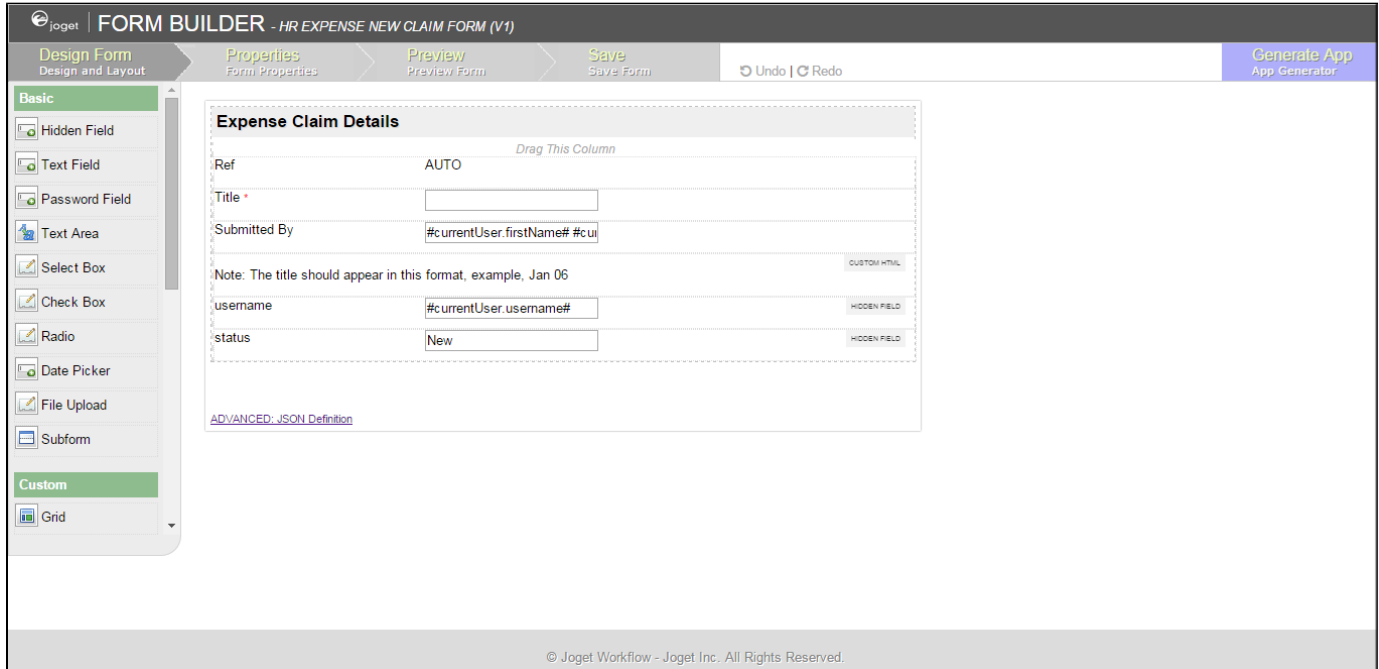 joget | FORM BUILDER - HR EXPENSE NEW CLAIM FORM (V1)
Design Form
Design and Layout
Properties
Form Properties
Preview
Preview Form
Save
Save Form
Undo | Redo
Generate App
App Generator
Basic
Hidden Field
Text Field
Password Field
Text Area
Select Box
Check Box
Radio
Date Picker
File Upload
Subform
Custom
Grid
Expense Claim Details
Drag This Column
Ref AUTO
Title *
Submitted By #currentUser.firstName# #cur
CUSTOM HTML
Note: The title should appear in this format, example, Jan 06
username #currentUser.username# HIDDEN FIELD
status New HIDDEN FIELD
ADVANCED: JSON Definition
© Joget Workflow - Joget Inc. All Rights Reserved.